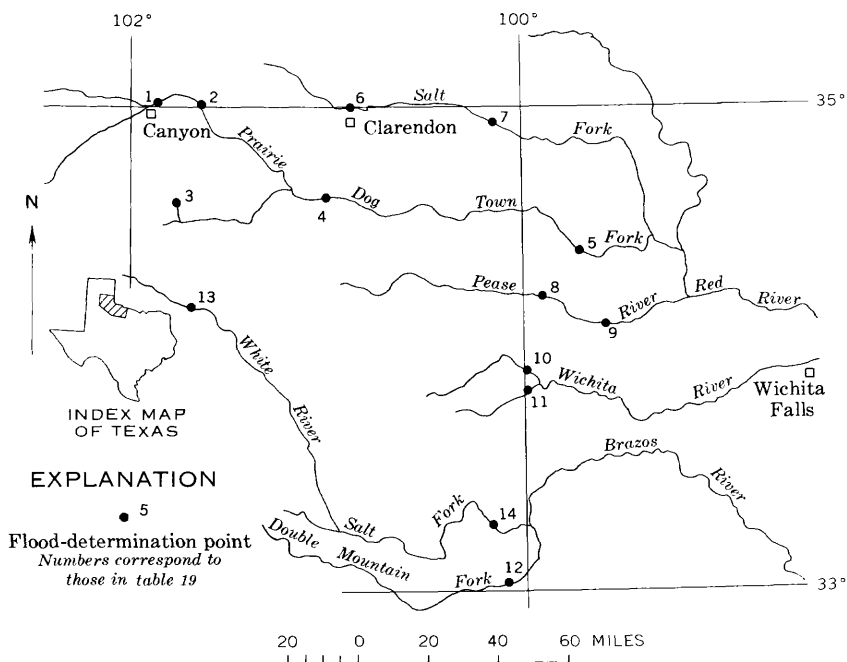 102°
100°
35°
1
2
6
Salt
7
Canyon
Clarendon
Fork
Prairie
3
N
4
Dog
Town
5
Fork
13
Pease
8
River
9
Red
River
White
River
10
11
Wichita
River
Wichita
Falls
INDEX MAP
OF TEXAS
Brazos
River
EXPLANATION
5
Flood-determination point
Numbers correspond to
those in table 19
Fork
14
Salt
Double
Mountain
Fork
12
33°
20 0 20 40 60 MILES